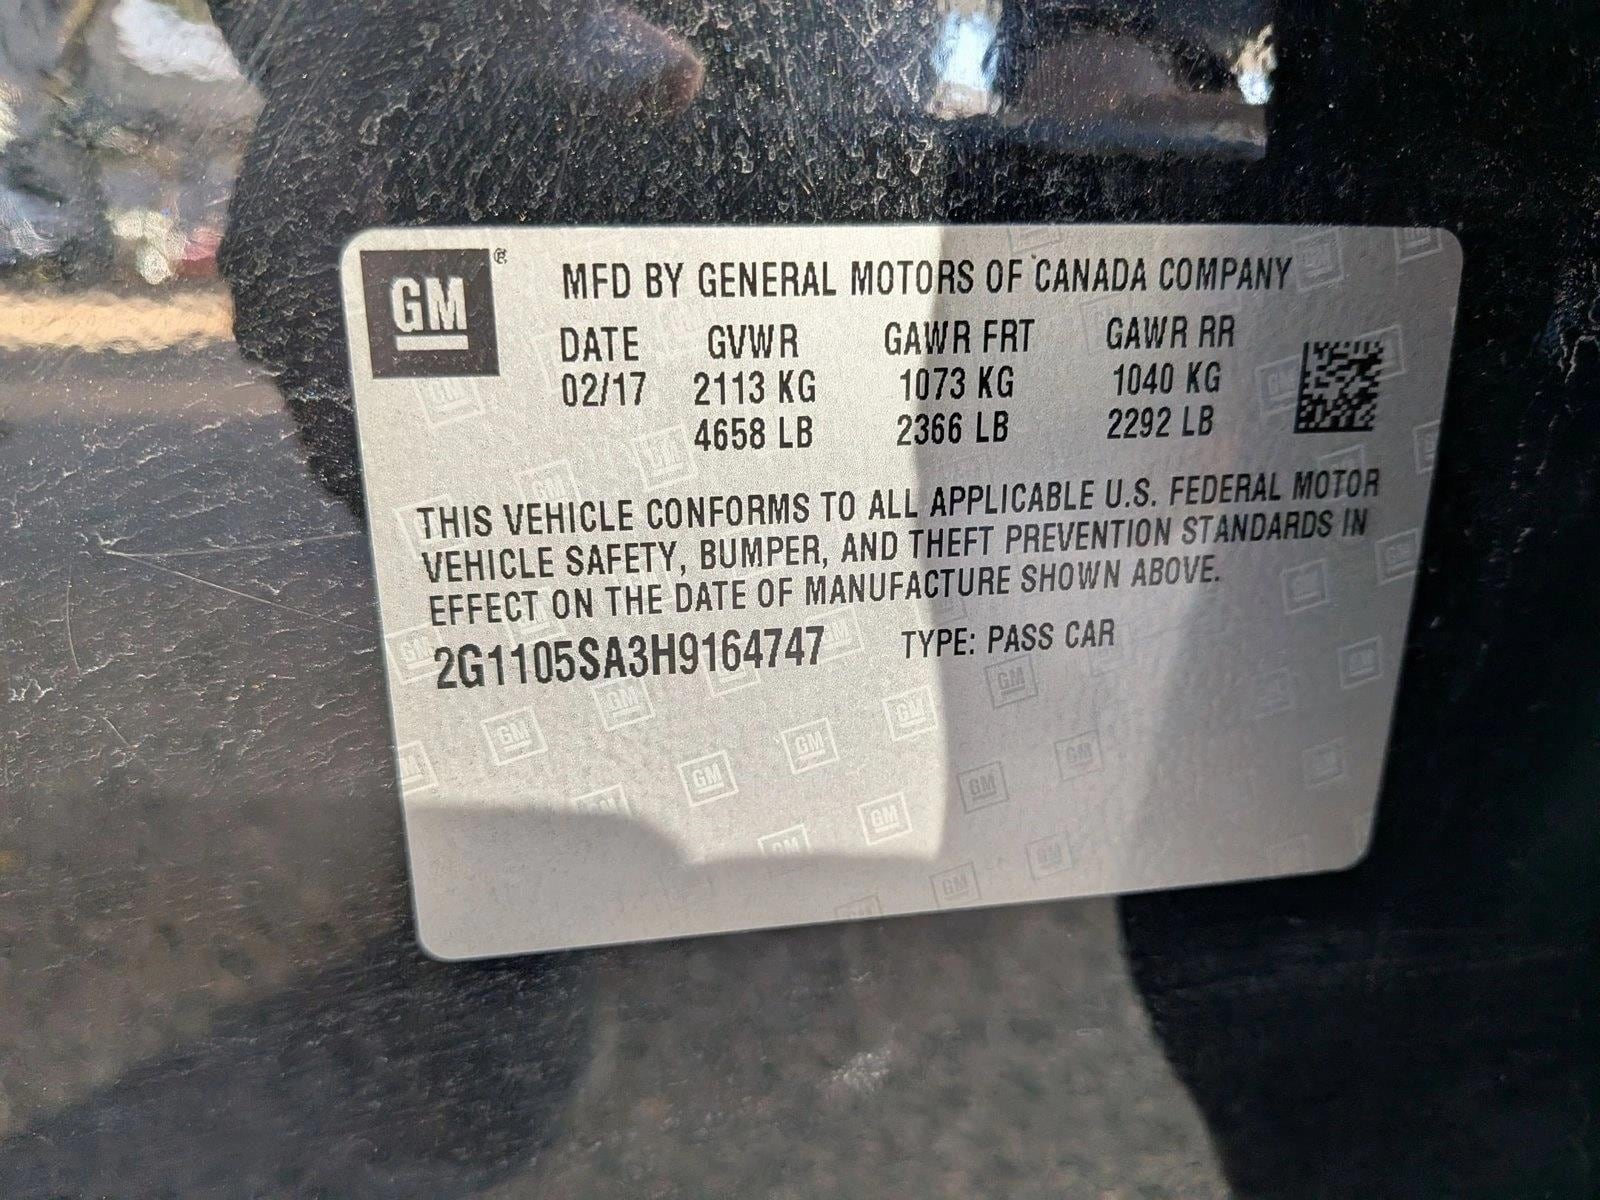 GM ®
MFD BY GENERAL MOTORS OF CANADA COMPANY
DATE GVWR GAWR FRT GAWR RR
02/17 2113 KG 1073 KG 1040 KG
4658 LB 2366 LB 2292 LB
THIS VEHICLE CONFORMS TO ALL APPLICABLE U.S. FEDERAL MOTOR
VEHICLE SAFETY, BUMPER, AND THEFT PREVENTION STANDARDS IN
EFFECT ON THE DATE OF MANUFACTURE SHOWN ABOVE.
2G1105SA3H9164747 TYPE: PASS CAR